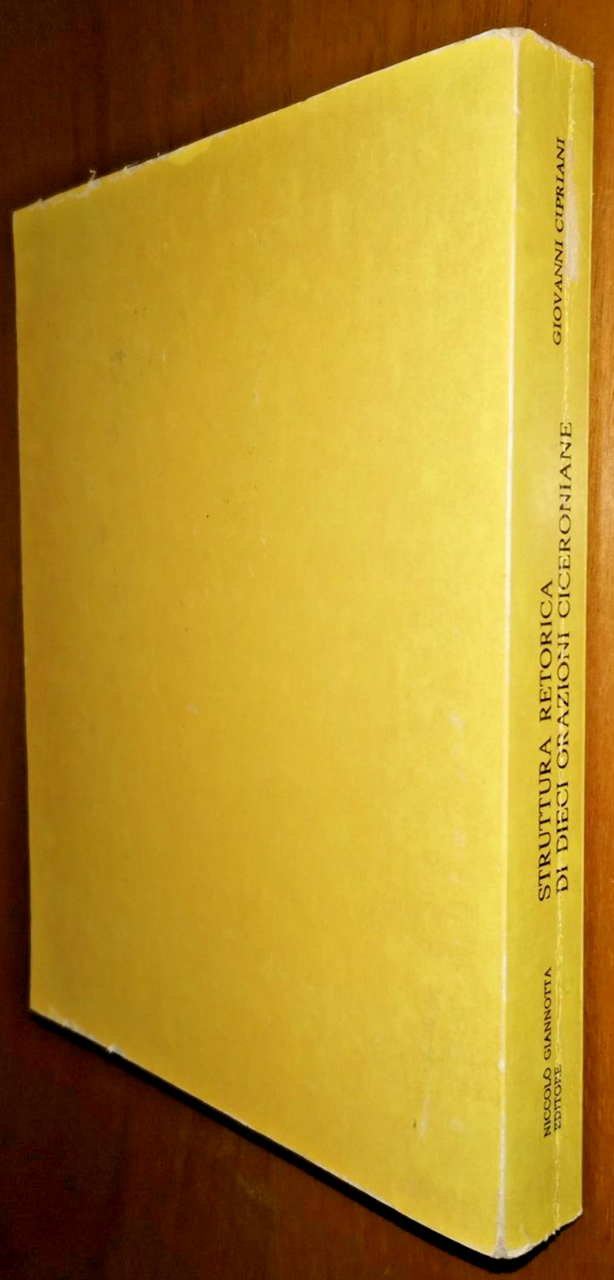 GIOVANNI CIPRIANI
STRUTTURA RETORICA
DI DIECI ORAZIONI CICERONIANE
NICCOLÒ GIANNOTTA
EDITORE